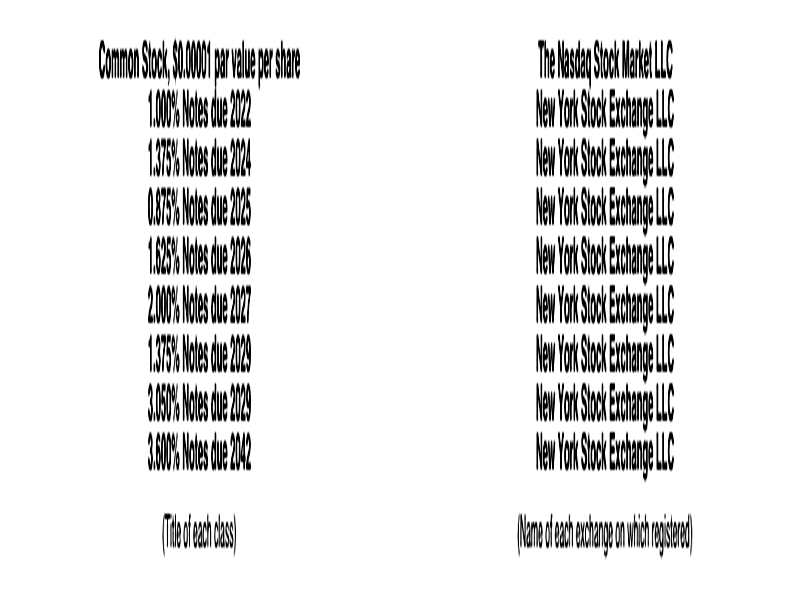 Common Stock, $0.00001 par value per share The Nasdaq Stock Market LLC
1.000% Notes due 2022 New York Stock Exchange LLC
1.375% Notes due 2024 New York Stock Exchange LLC
0.875% Notes due 2025 New York Stock Exchange LLC
1.625% Notes due 2026 New York Stock Exchange LLC
2.000% Notes due 2027 New York Stock Exchange LLC
1.375% Notes due 2029 New York Stock Exchange LLC
3.050% Notes due 2029 New York Stock Exchange LLC
3.600% Notes due 2042 New York Stock Exchange LLC
(Title of each class) (Name of each exchange on which registered)